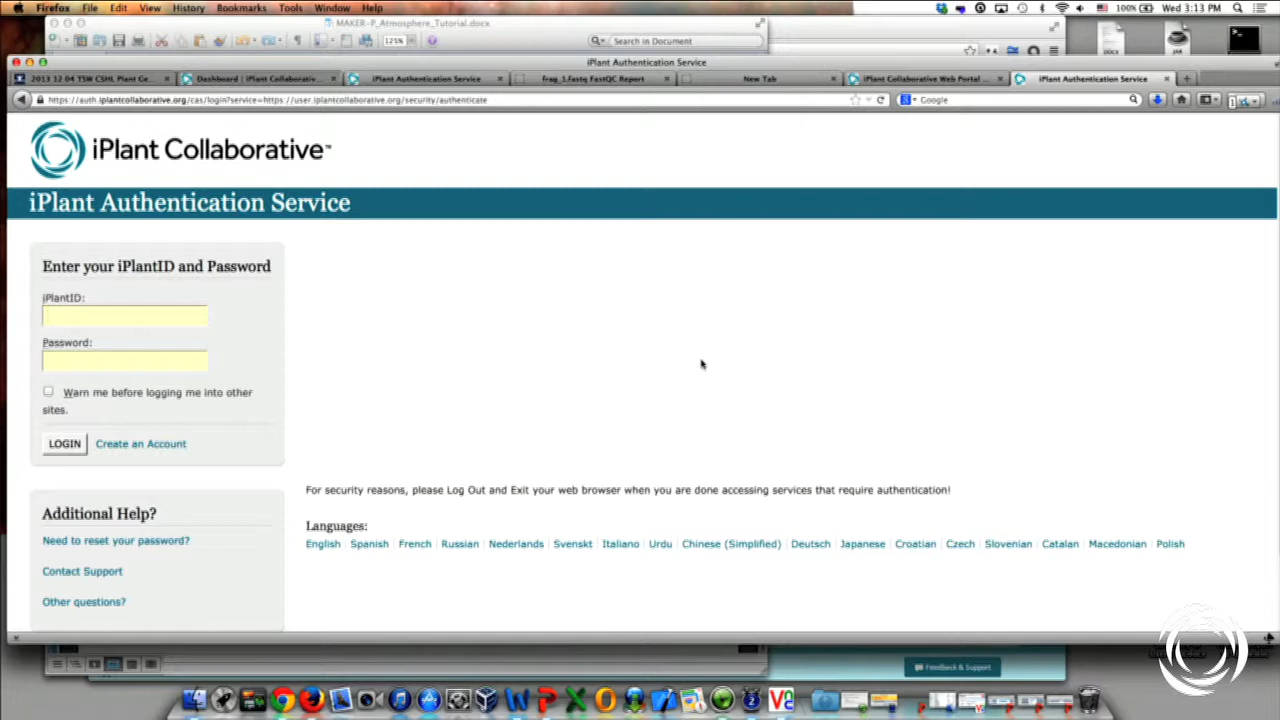 Firefox File Edit View History Bookmarks Tools Window Help 100% Wed 3:13 PM
MAKER-P_Atmosphere_Tutorial.docx
125% Search in Document
iPlant Authentication Service
2013 12 04 TSW CSHL Plant Ge... Dashboard | iPlant Collaborativ... iPlant Authentication Service frag_1.fastq FastQC Report New Tab iPlant Collaborative Web Portal ... iPlant Authentication Service
https://auth.iplantcollaborative.org/cas/login?service=https://user.iplantcollaborative.org/security/authenticate Google
iPlant Collaborative™
iPlant Authentication Service
Enter your iPlantID and Password
iPlantID:
Password:
Warn me before logging me into other
sites.
LOGIN Create an Account
For security reasons, please Log Out and Exit your web browser when you are done accessing services that require authentication!
Additional Help?
Languages:
Need to reset your password?
English Spanish French Russian Nederlands Svenskt Italiano Urdu Chinese (Simplified) Deutsch Japanese Croatian Czech Slovenian Catalan Macedonian Polish
Contact Support
Other questions?
Feedback & Support